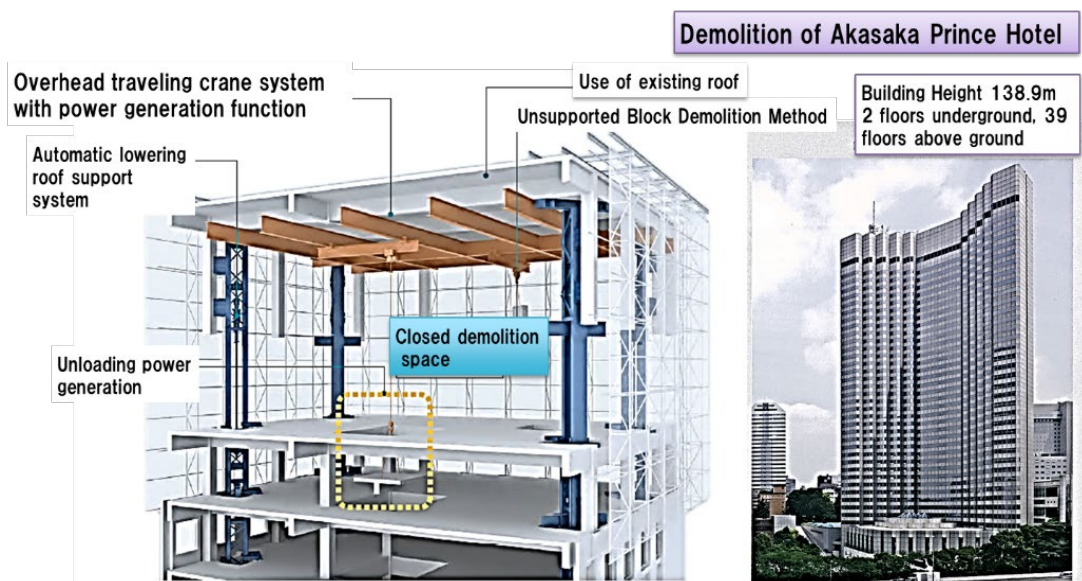 Demolition of Akasaka Prince Hotel
Overhead traveling crane system
with power generation function
Use of existing roof
Building Height 138.9m
2 floors underground, 39
floors above ground
Unsupported Block Demolition Method
Automatic lowering
roof support
system
Closed demolition
space
Unloading power
generation